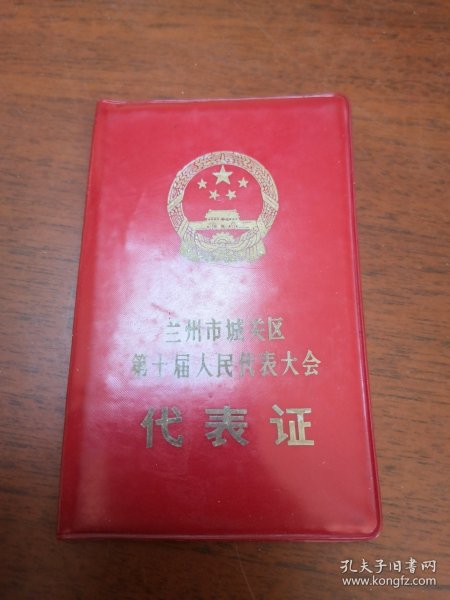 兰州市城关区
第十届人民代表大会
代表证
孔夫子旧书网
www.kongfz.com